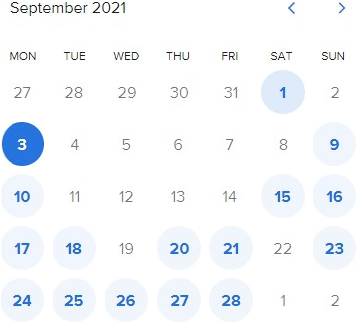 September 2021
MON TUE WED THU FRI SAT SUN
27 28 29 30 31 1 2
3 4 5 6 7 8 9
10 11 12 13 14 15 16
17 18 19 20 21 22 23
24 25 26 27 28 1 2